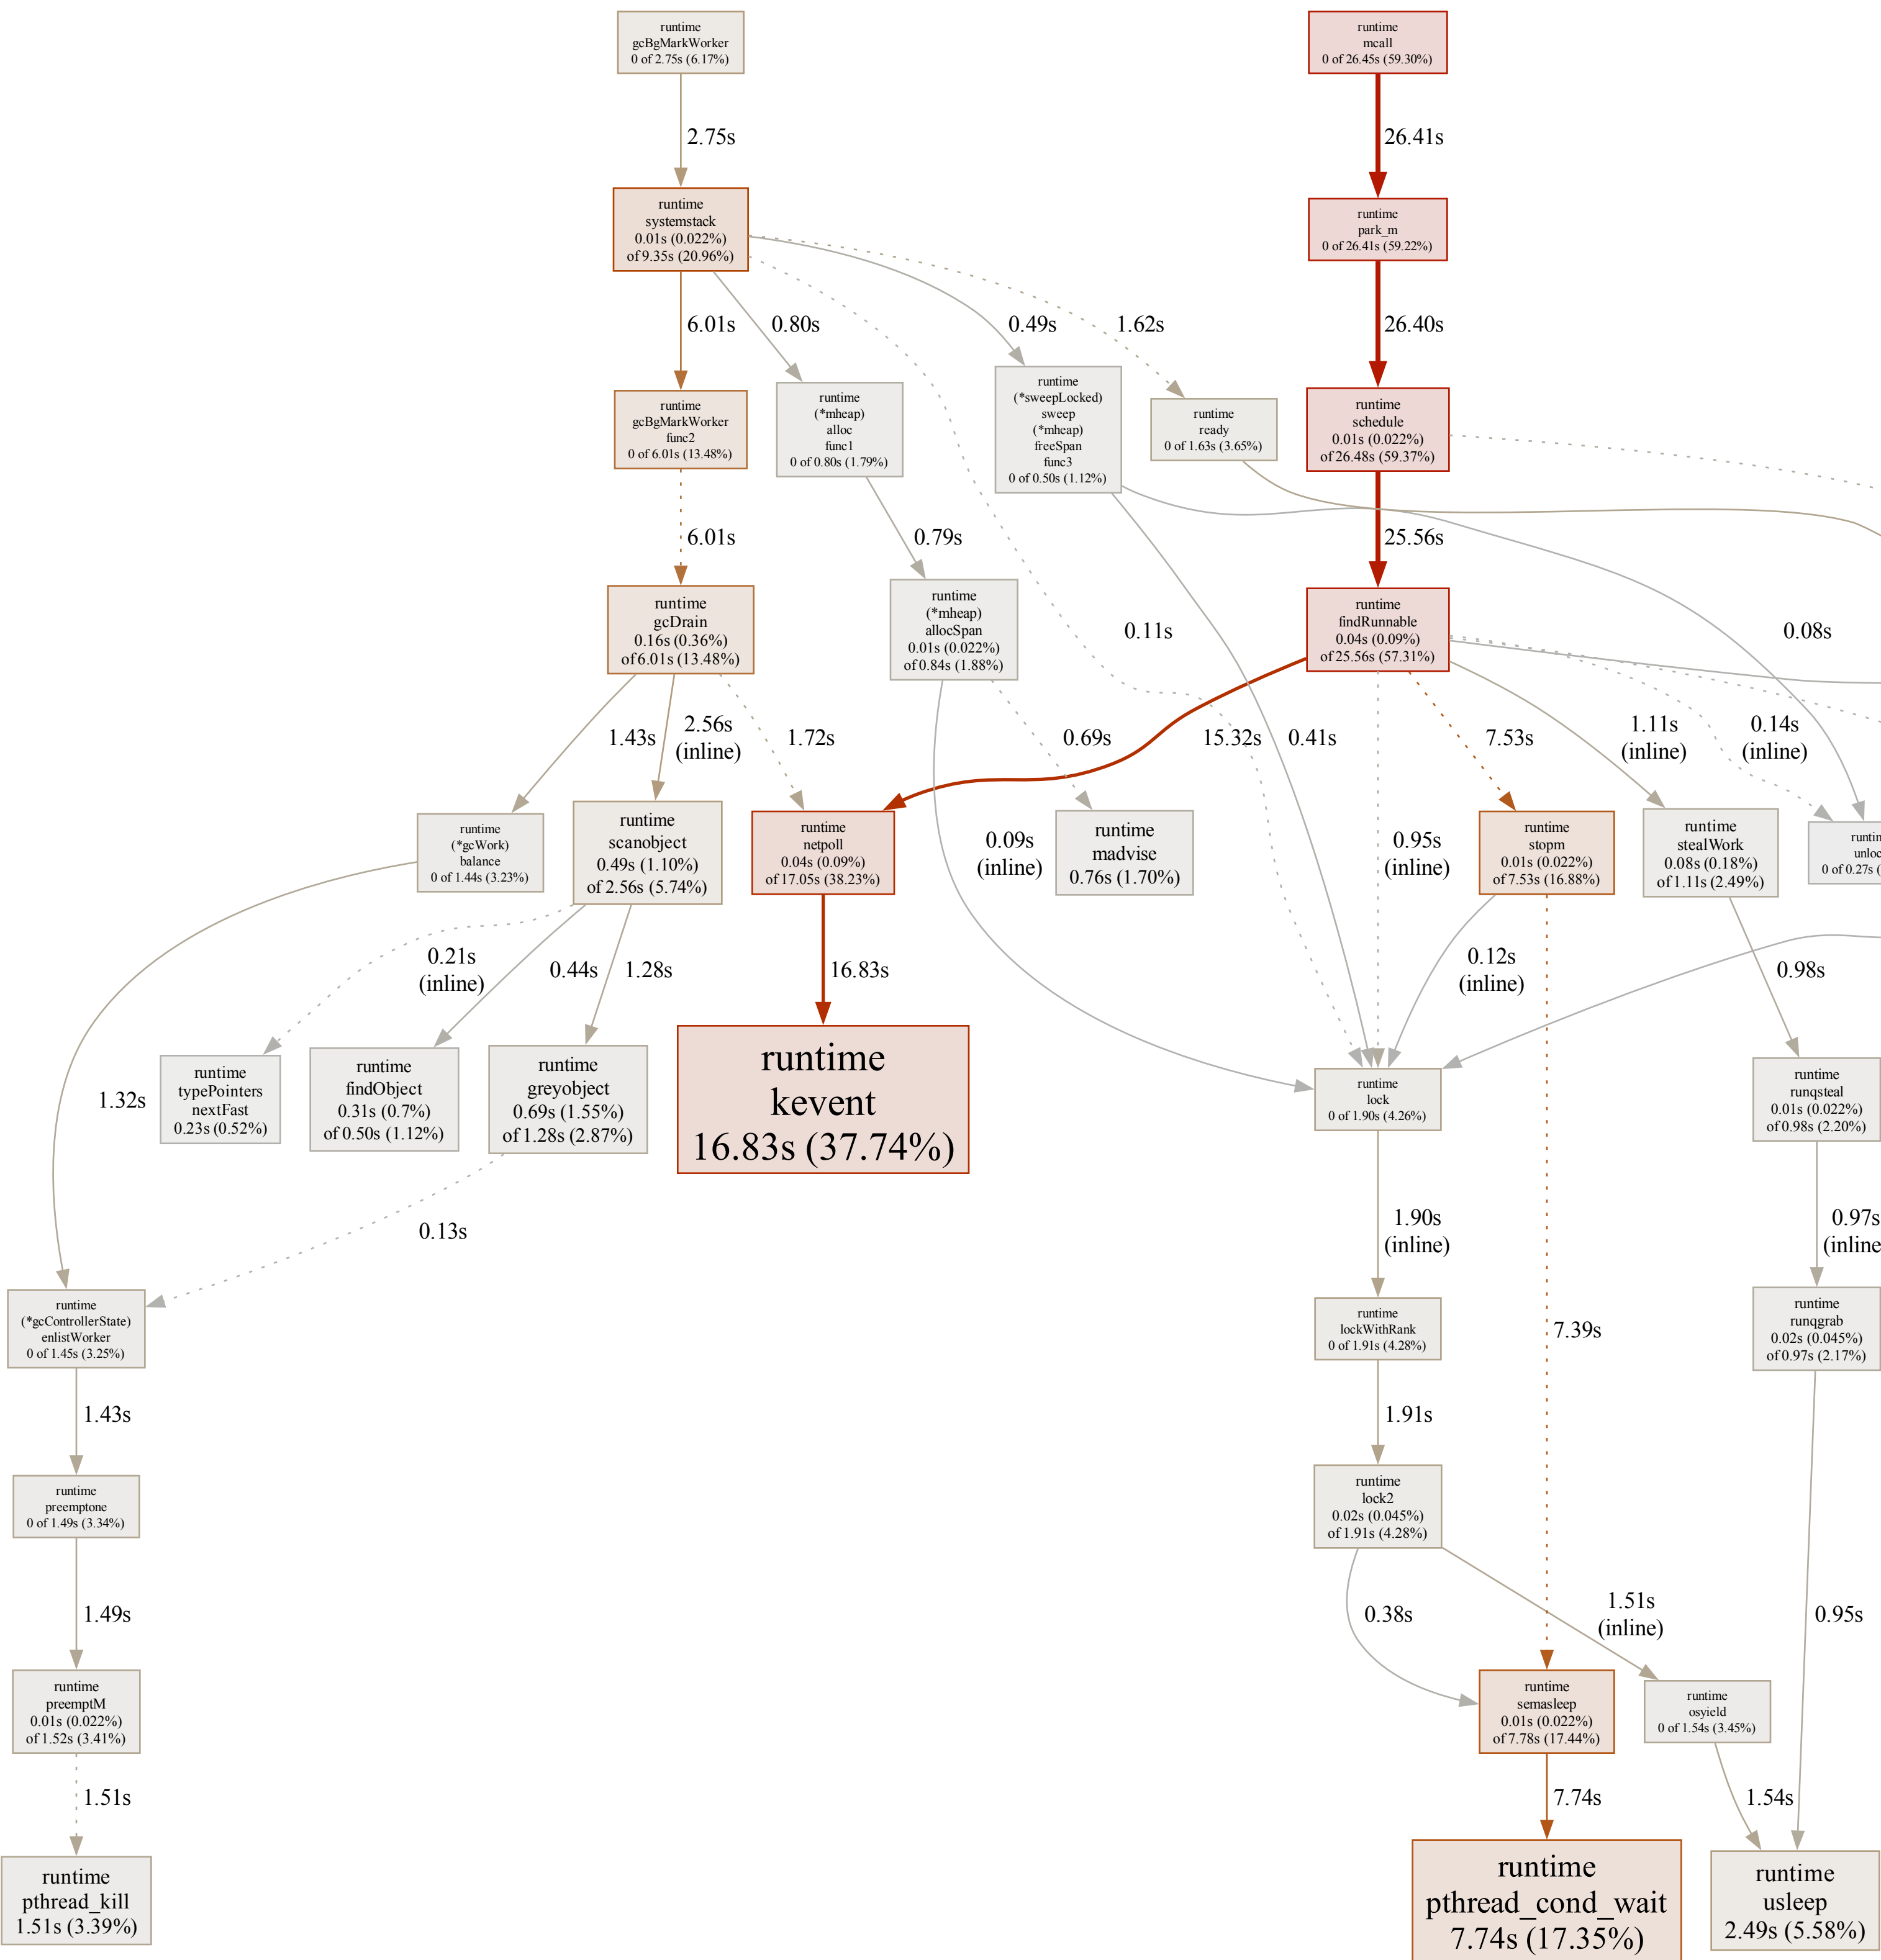 runtime
gcBgMarkWorker
0 of 2.75s (6.17%)
runtime
mcall
0 of 26.45s (59.30%)
2.75s
26.41s
runtime
systemstack
0.01s (0.022%)
of 9.35s (20.96%)
runtime
park_m
0 of 26.41s (59.22%)
6.01s
0.80s
0.49s
1.62s
26.40s
runtime
gcBgMarkWorker
func2
0 of 6.01s (13.48%)
runtime
(*mheap)
alloc
func1
0 of 0.80s (1.79%)
runtime
(*sweepLocked)
sweep
(*mheap)
freeSpan
func3
0 of 0.50s (1.12%)
runtime
ready
0 of 1.63s (3.65%)
runtime
schedule
0.01s (0.022%)
of 26.48s (59.37%)
6.01s
0.79s
25.56s
runtime
gcDrain
0.16s (0.36%)
of 6.01s (13.48%)
runtime
(*mheap)
allocSpan
0.01s (0.022%)
of 0.84s (1.88%)
0.11s
runtime
findRunnable
0.04s (0.09%)
of 25.56s (57.31%)
0.08s
1.43s
2.56s
(inline)
1.72s
0.69s
15.32s
0.41s
7.53s
1.11s
(inline)
0.14s
(inline)
runtime
(*gcWork)
balance
0 of 1.44s (3.23%)
runtime
scanobject
0.49s (1.10%)
of 2.56s (5.74%)
runtime
netpoll
0.04s (0.09%)
of 17.05s (38.23%)
0.09s
(inline)
runtime
madvise
0.76s (1.70%)
0.95s
(inline)
runtime
stopm
0.01s (0.022%)
of 7.53s (16.88%)
runtime
stealWork
0.08s (0.18%)
of 1.11s (2.49%)
0 of 0.27s
0.21s
(inline)
0.44s
1.28s
16.83s
0.12s
(inline)
0.98s
1.32s
runtime
typePointers
nextFast
0.23s (0.52%)
runtime
findObject
0.31s (0.7%)
of 0.50s (1.12%)
runtime
greyobject
0.69s (1.55%)
of 1.28s (2.87%)
runtime
kevent
16.83s (37.74%)
runtime
lock
0 of 1.90s (4.26%)
runtime
runqsteal
0.01s (0.022%)
of 0.98s (2.20%)
0.13s
1.90s
(inline)
0.97s
(inline
runtime
(*gcControllerState)
enlistWorker
0 of 1.45s (3.25%)
runtime
lockWithRank
0 of 1.91s (4.28%)
7.39s
runtime
runqgrab
0.02s (0.045%)
of 0.97s (2.17%)
1.43s
1.91s
runtime
preemptone
0 of 1.49s (3.34%)
runtime
lock2
0.02s (0.045%)
of 1.91s (4.28%)
1.49s
0.38s
1.51s
(inline)
0.95s
runtime
preemptM
0.01s (0.022%)
of 1.52s (3.41%)
runtime
semasleep
0.01s (0.022%)
of 7.78s (17.44%)
runtime
osyield
0 of 1.54s (3.45%)
1.51s
7.74s
1.54s
runtime
pthread_kill
1.51s (3.39%)
runtime
pthread_cond_wait
7.74s (17.35%)
runtime
usleep
2.49s (5.58%)